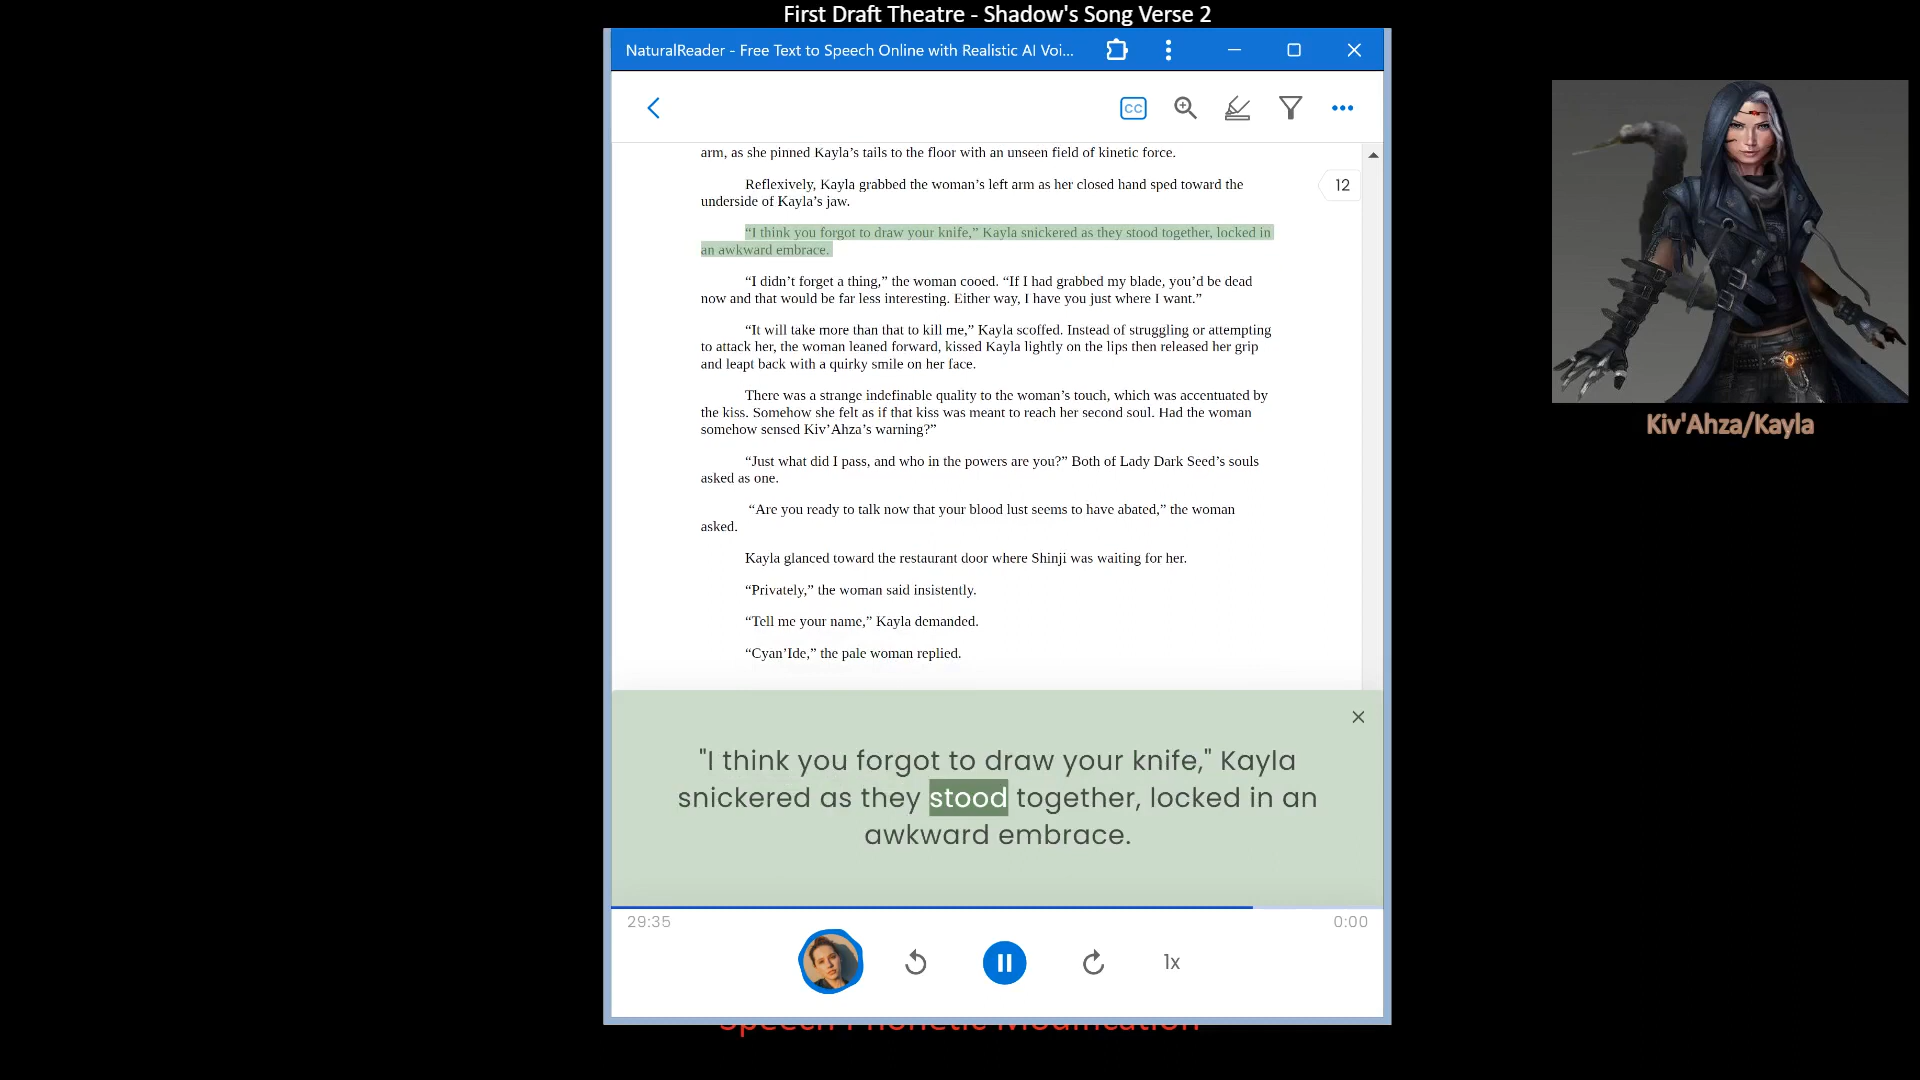 First Draft Theatre - Shadow's Song Verse 2
NaturalReader - Free Text to Speech Online with Realistic AI Voi...
CC
12
arm, as she pinned Kayla’s tails to the floor with an unseen field of kinetic force.
Reflexively, Kayla grabbed the woman’s left arm as her closed hand sped toward the
underside of Kayla’s jaw.
“I think you forgot to draw your knife,” Kayla snickered as they stood together, locked in
an awkward embrace.
“I didn’t forget a thing,” the woman cooed. “If I had grabbed my blade, you’d be dead
now and that would be far less interesting. Either way, I have you just where I want.”
“It will take more than that to kill me,” Kayla scoffed. Instead of struggling or attempting
to attack her, the woman leaned forward, kissed Kayla lightly on the lips then released her grip
and leapt back with a quirky smile on her face.
There was a strange indefinable quality to the woman’s touch, which was accentuated by
the kiss. Somehow she felt as if that kiss was meant to reach her second soul. Had the woman
somehow sensed Kiv’Ahza’s warning?”
“Just what did I pass, and who in the powers are you?” Both of Lady Dark Seed’s souls
asked as one.
“Are you ready to talk now that your blood lust seems to have abated,” the woman
asked.
Kayla glanced toward the restaurant door where Shinji was waiting for her.
“Privately,” the woman said insistently.
“Tell me your name,” Kayla demanded.
“Cyan’Ide,” the pale woman replied.
"I think you forgot to draw your knife," Kayla
snickered as they stood together, locked in an
awkward embrace.
29:35
0:00
1x
Speech Phonetic Modification
Kiv'Ahza/Kayla